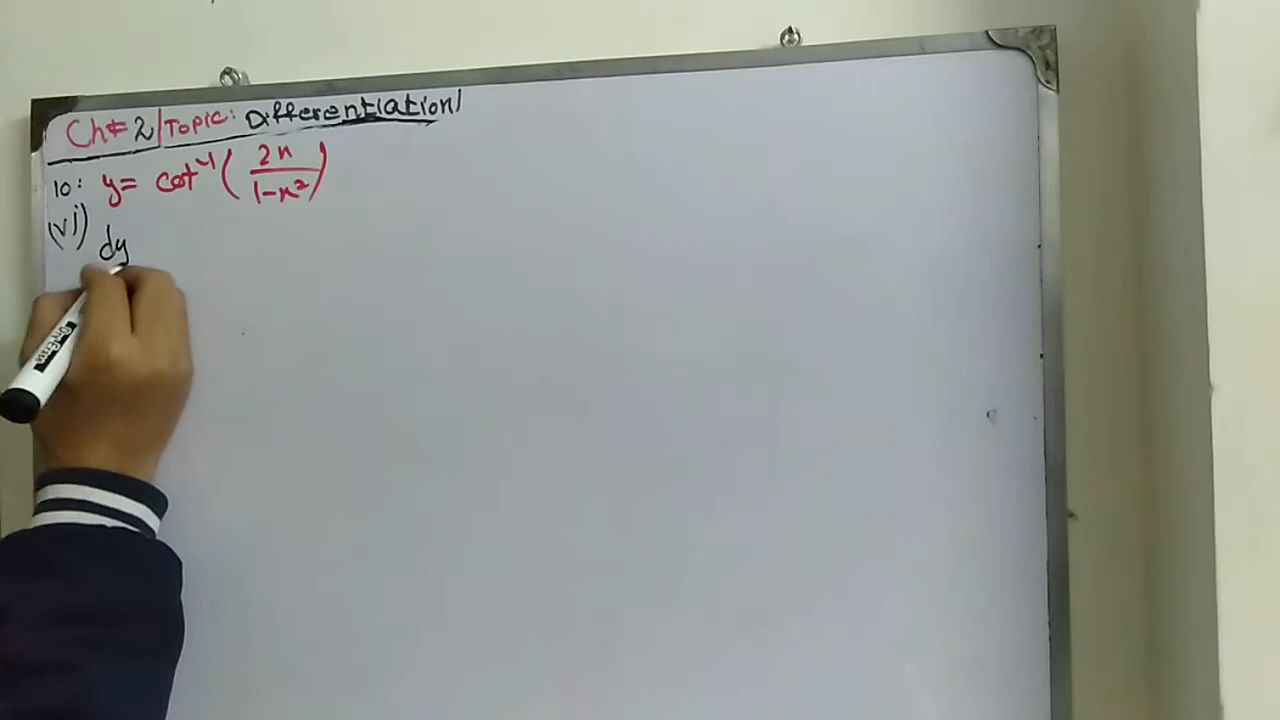 Ch#2 | Topic: Differentiation |
10: y = cot⁻¹ ( 2x / 1-x² )
(vi)
dy